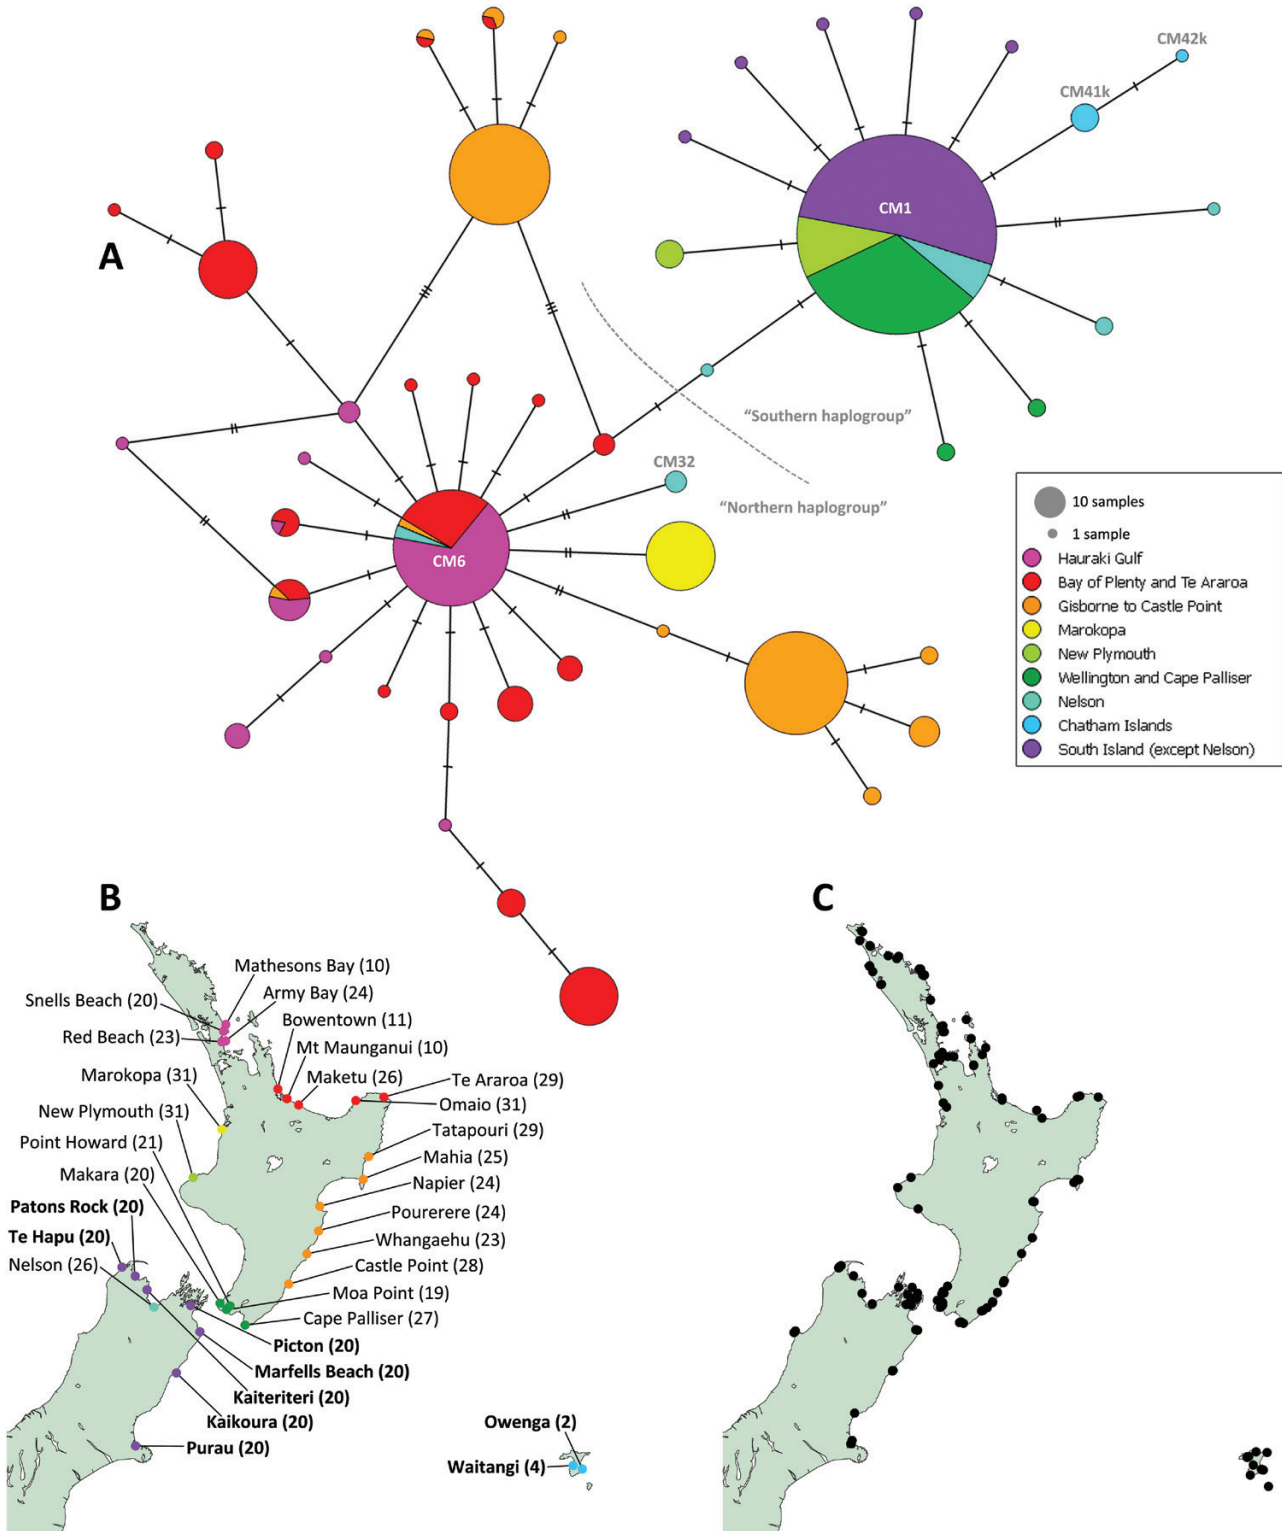 CM42k
CM41k
CM1
A
"Southern haplogroup"
CM32
"Northern haplogroup"
CM6
10 samples
1 sample
Hauraki Gulf
Bay of Plenty and Te Araroa
Gisborne to Castle Point
Marokopa
New Plymouth
Wellington and Cape Palliser
Nelson
Chatham Islands
South Island (except Nelson)
B
C
Mathesons Bay (10)
Snells Beach (20)
Army Bay (24)
Bowentown (11)
Red Beach (23)
Mt Maunganui (10)
Marokopa (31)
Maketu (26)
Te Araroa (29)
New Plymouth (31)
Omaio (31)
Tatapouri (29)
Point Howard (21)
Mahia (25)
Makara (20)
Napier (24)
Patons Rock (20)
Pourerere (24)
Te Hapu (20)
Whangaehu (23)
Nelson (26)
Castle Point (28)
Moa Point (19)
Cape Palliser (27)
Picton (20)
Marfells Beach (20)
Kaiteriteri (20)
Kaikoura (20)
Purau (20)
Owenga (2)
Waitangi (4)